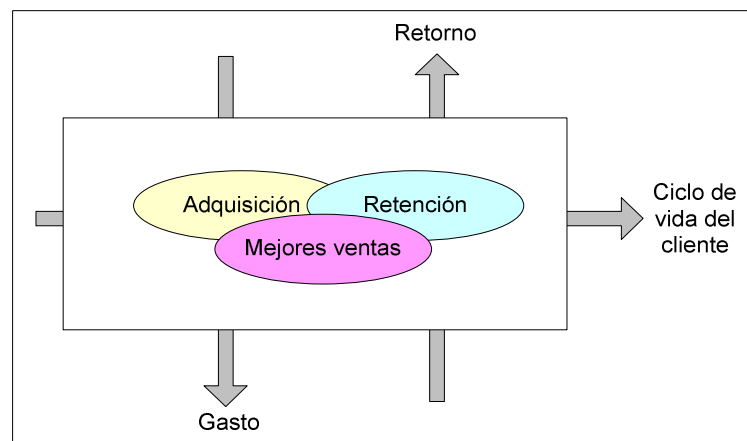 Retorno
Adquisición
Retención
Mejores ventas
Ciclo de
vida del
cliente
Gasto